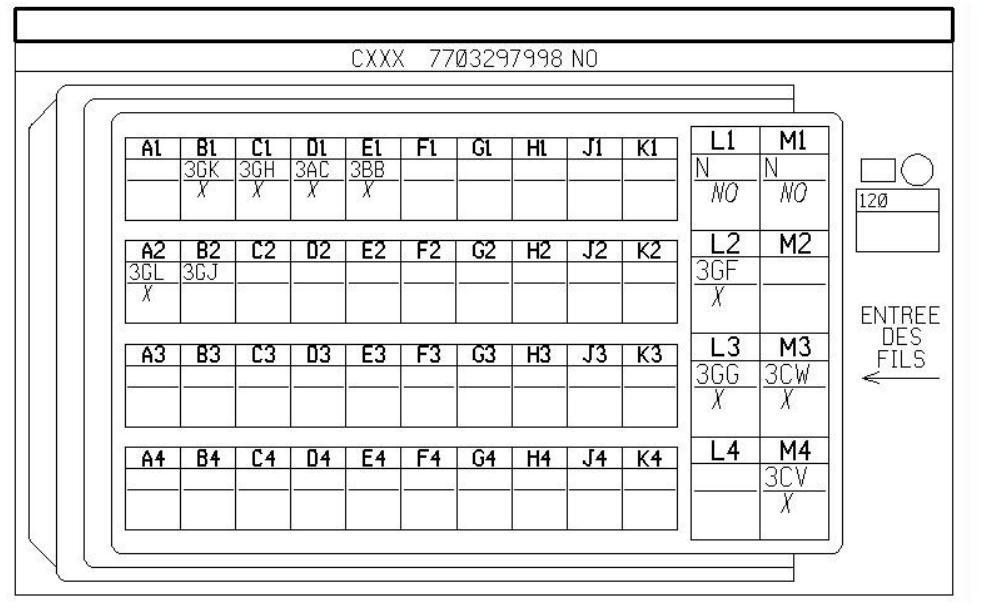 CXXX 7703297998 NO
A1 B1 C1 D1 E1 F1 G1 H1 J1 K1 L1 M1
3GK 3GH 3AC 3BB N N
X X X X NO NO
120
A2 B2 C2 D2 E2 F2 G2 H2 J2 K2 L2 M2
3GL 3GJ 3GF
X X
ENTREE
DES
FILS
A3 B3 C3 D3 E3 F3 G3 H3 J3 K3 L3 M3
3GG 3CW
X X
A4 B4 C4 D4 E4 F4 G4 H4 J4 K4 L4 M4
3CV
X